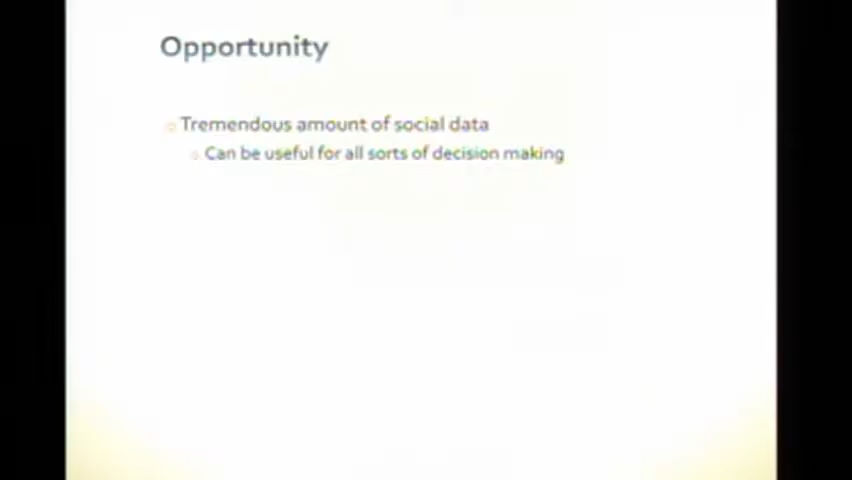 Opportunity
Tremendous amount of social data
Can be useful for all sorts of decision making